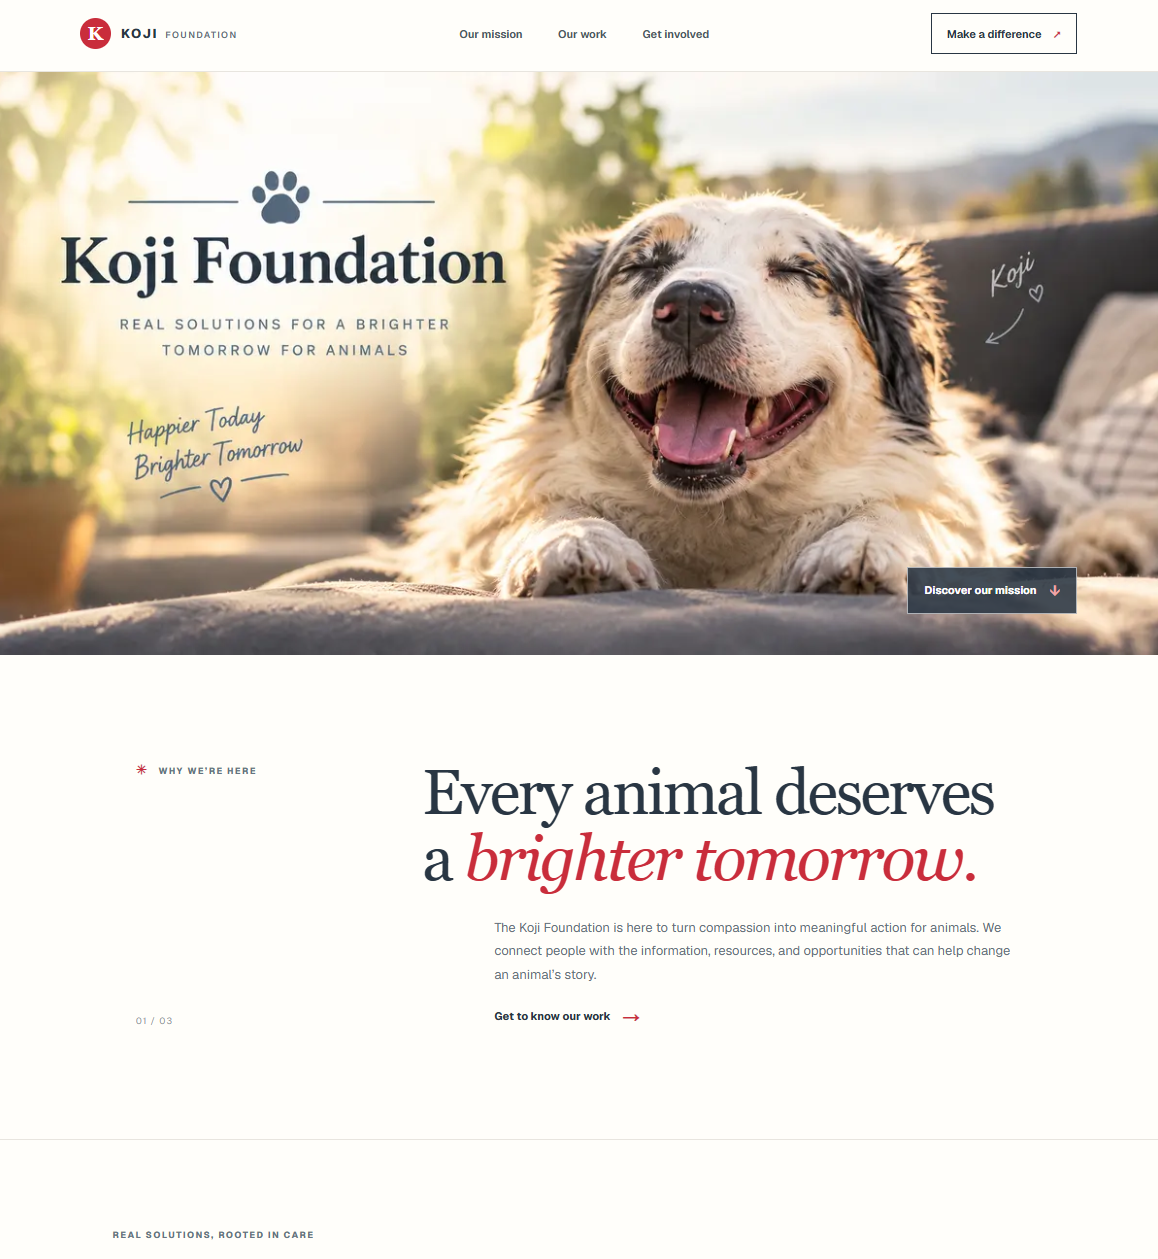 K KOJI FOUNDATION
Our mission Our work Get involved
Make a difference ↗
Koji Foundation
REAL SOLUTIONS FOR A BRIGHTER
TOMORROW FOR ANIMALS
Happier Today
Brighter Tomorrow
Koji
Discover our mission ↓
✳ WHY WE'RE HERE
Every animal deserves
a brighter tomorrow.
The Koji Foundation is here to turn compassion into meaningful action for animals. We
connect people with the information, resources, and opportunities that can help change
an animal's story.
Get to know our work →
01 / 03
REAL SOLUTIONS, ROOTED IN CARE